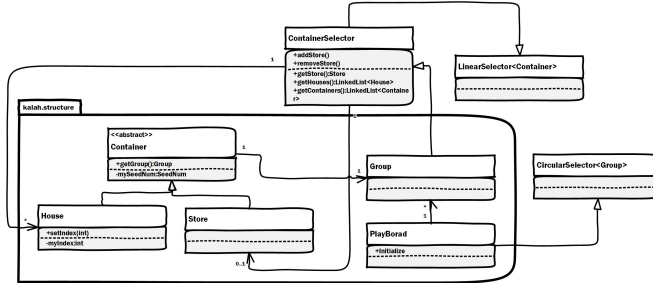 ContainerSelector
+addStore()
+removeStore()
+getStore():Store
+getHouses():LinkedList<House>
+getContainers():LinkedList<Containe
r>
LinearSelector<Container>
1
1
kalah.structure
<<abstract>>
Container
+getGroup():Group
-mySeedNum:SeedNum
1
1
Group
CircularSelector<Group>
House
+setIndex(int)
-myIndex:int
*
Store
0..1
*
1
PlayBorad
+Initialize